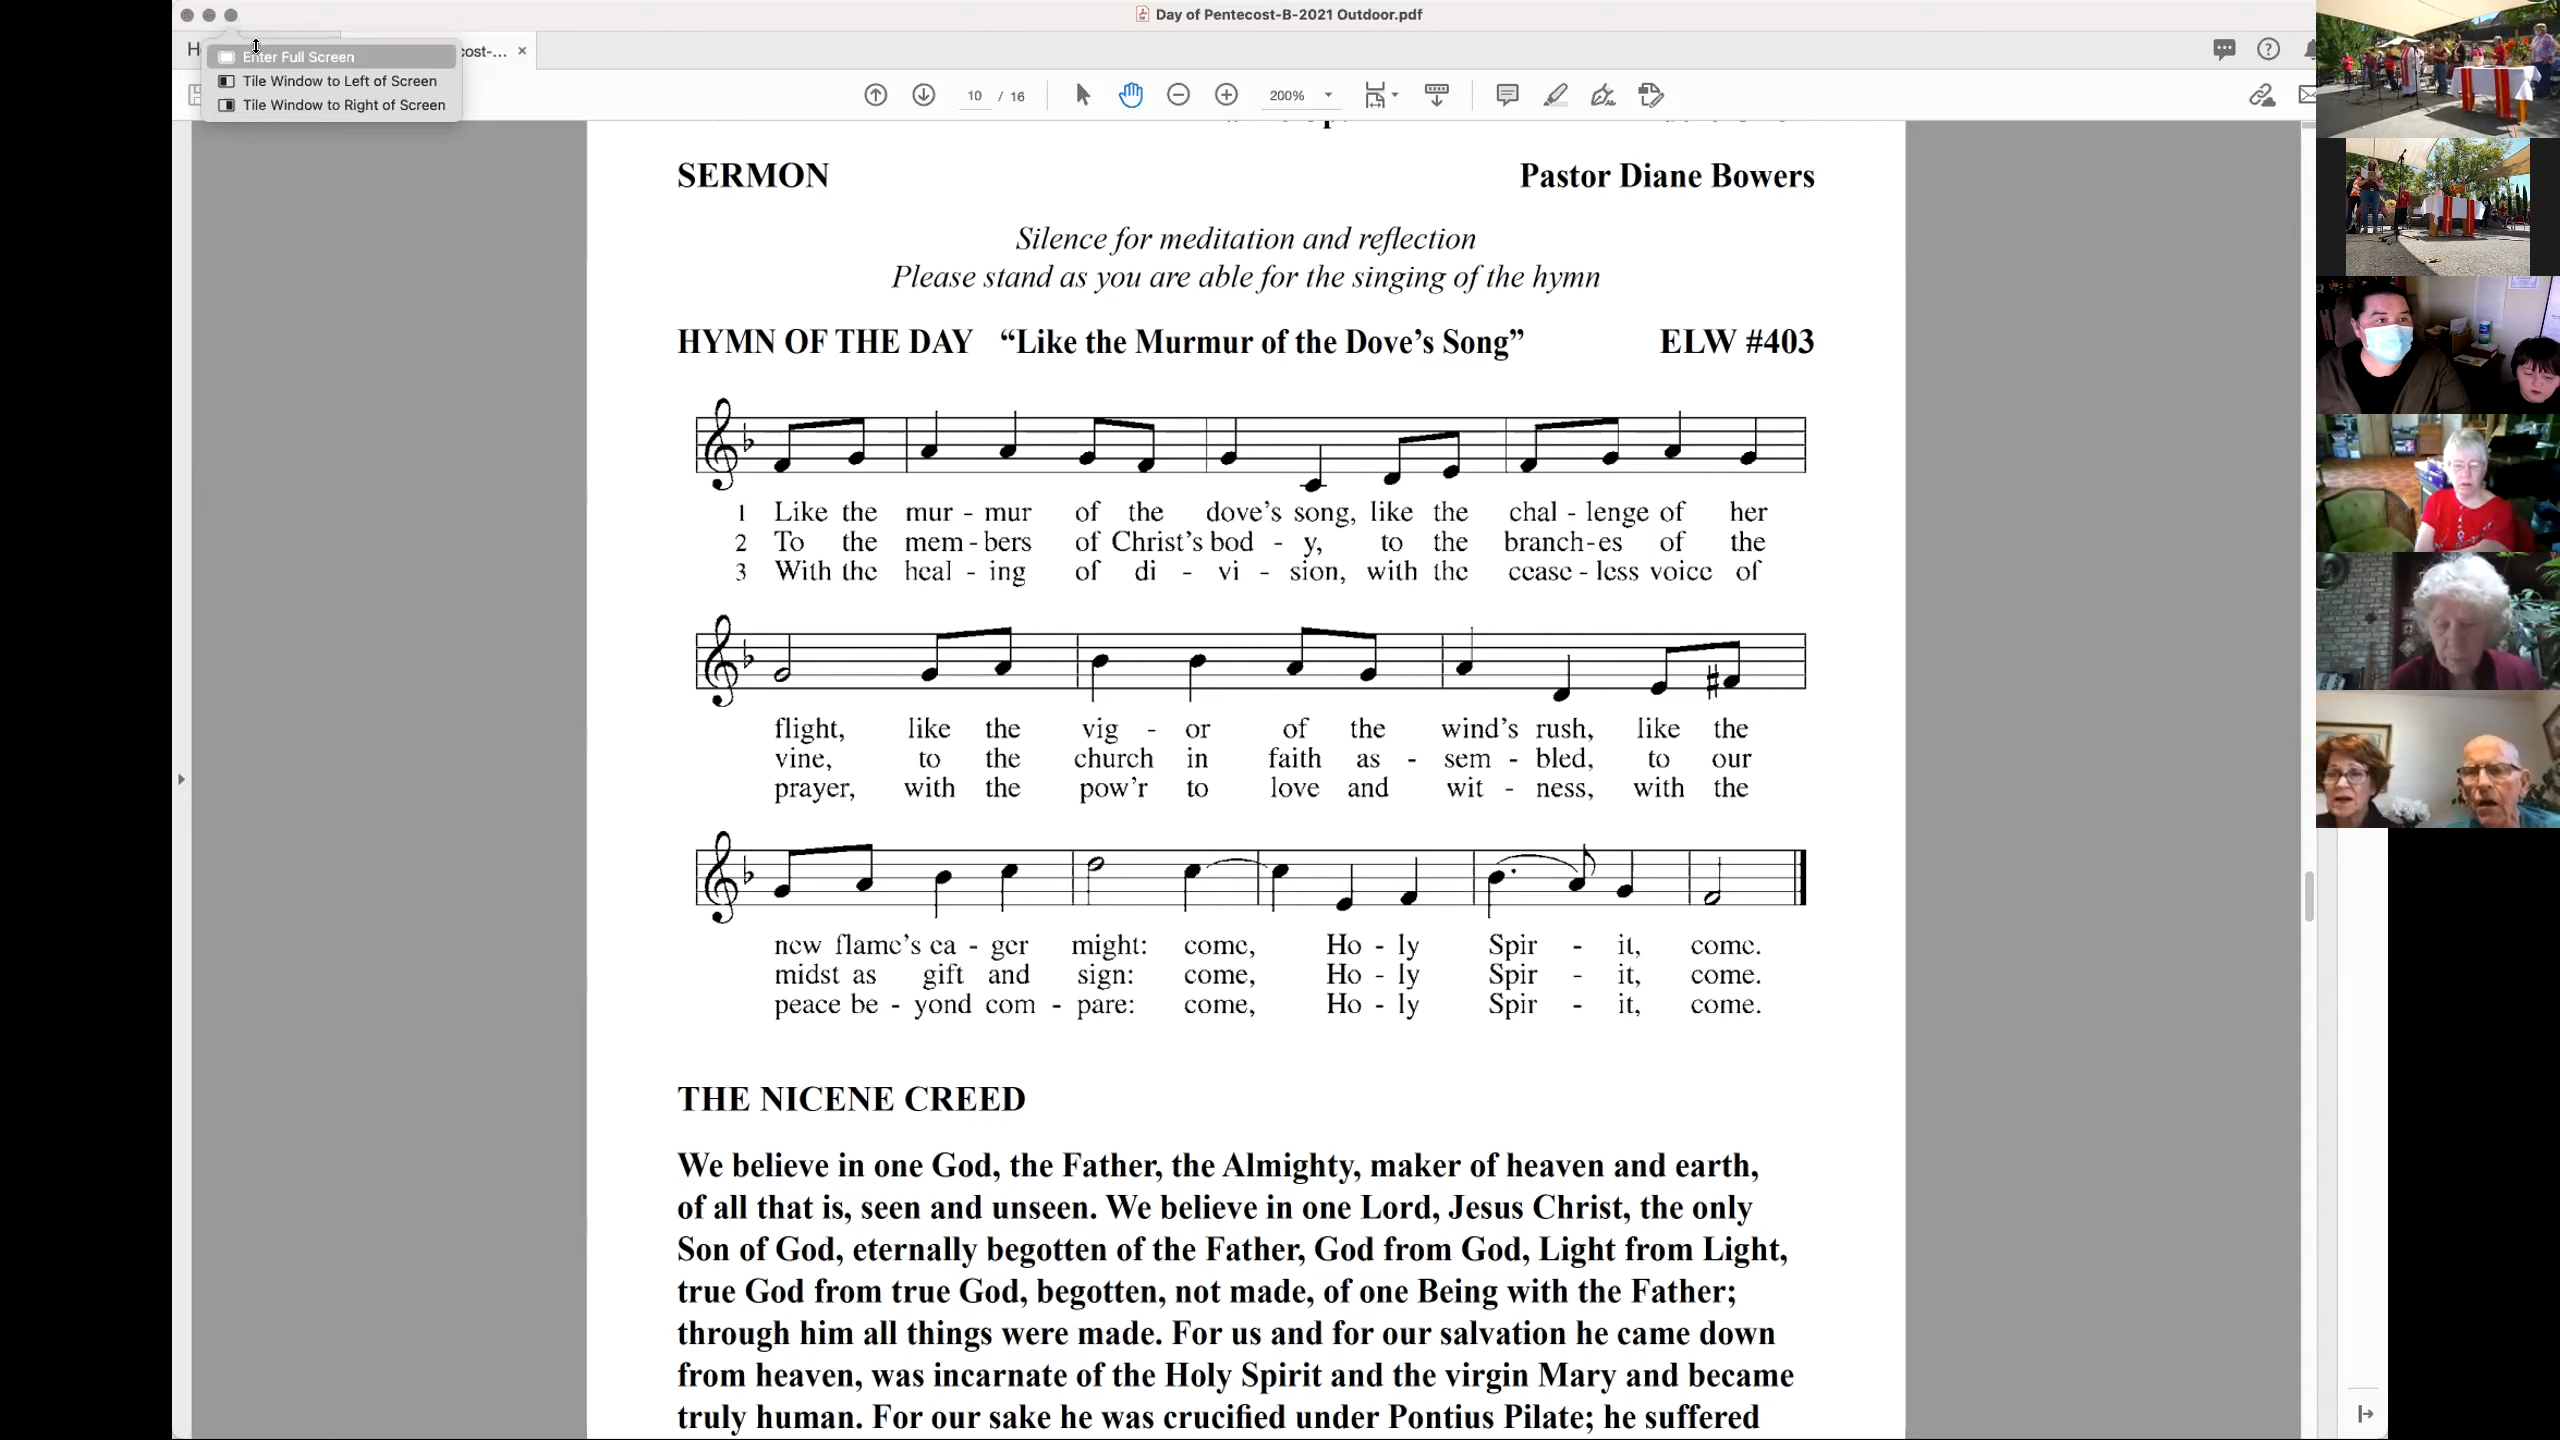 Day of Pentecost-B-2021 Outdoor.pdf
cost-... ×
Enter Full Screen
Tile Window to Left of Screen
Tile Window to Right of Screen
10 / 16
200%
SERMON Pastor Diane Bowers
Silence for meditation and reflection
Please stand as you are able for the singing of the hymn
HYMN OF THE DAY “Like the Murmur of the Dove’s Song” ELW #403
1 Like the mur - mur of the dove’s song, like the chal - lenge of her
2 To the mem - bers of Christ’s bod - y, to the branch-es of the
3 With the heal - ing of di - vi - sion, with the cease - less voice of
flight, like the vig - or of the wind’s rush, like the
vine, to the church in faith as - sem - bled, to our
prayer, with the pow’r to love and wit - ness, with the
new flame’s ea - ger might: come, Ho - ly Spir - it, come.
midst as gift and sign: come, Ho - ly Spir - it, come.
peace be - yond com - pare: come, Ho - ly Spir - it, come.
THE NICENE CREED
We believe in one God, the Father, the Almighty, maker of heaven and earth,
of all that is, seen and unseen. We believe in one Lord, Jesus Christ, the only
Son of God, eternally begotten of the Father, God from God, Light from Light,
true God from true God, begotten, not made, of one Being with the Father;
through him all things were made. For us and for our salvation he came down
from heaven, was incarnate of the Holy Spirit and the virgin Mary and became
truly human. For our sake he was crucified under Pontius Pilate; he suffered